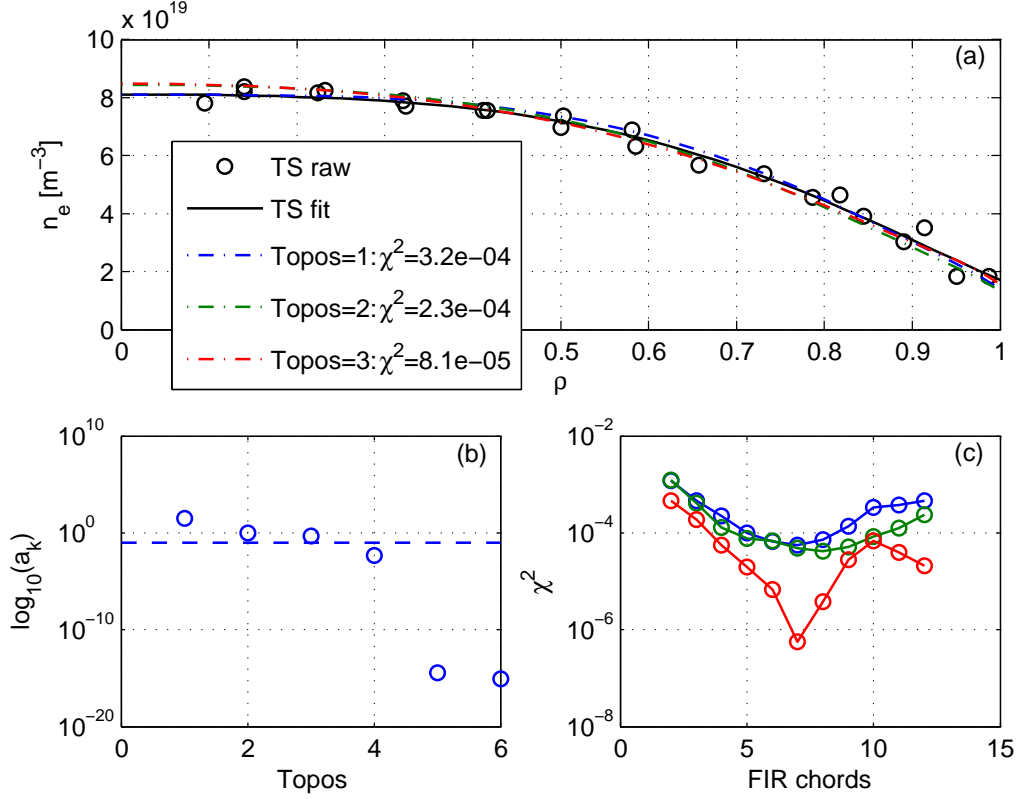 x 10^19
(a)
10
8
6
4
2
0
n_e [m^−3]
TS raw
TS fit
Topos=1:χ^2=3.2e−04
Topos=2:χ^2=2.3e−04
Topos=3:χ^2=8.1e−05
0 0.5 0.6 0.7 0.8 0.9 1
ρ
(b)
10^10
10^0
10^−10
10^−20
log_10(a_k)
0 2 4 6
Topos
(c)
10^−2
10^−4
10^−6
10^−8
χ^2
0 5 10 15
FIR chords